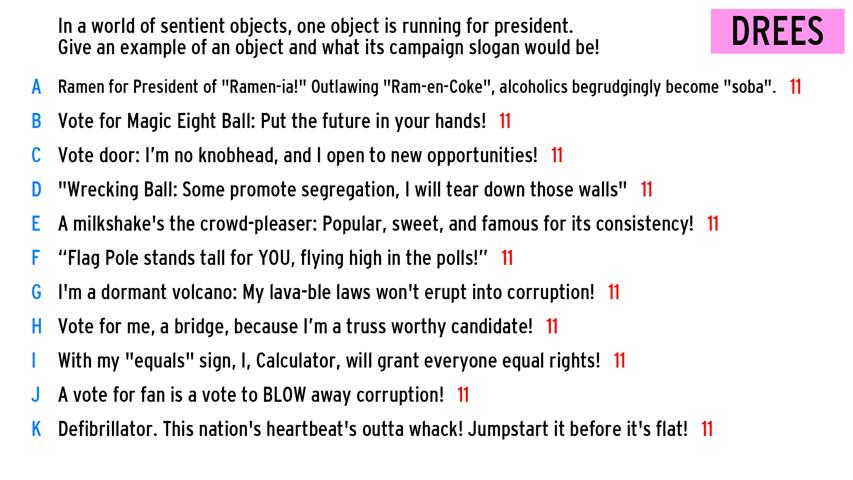 In a world of sentient objects, one object is running for president.
Give an example of an object and what its campaign slogan would be!
DREES
A Ramen for President of "Ramen-ia!" Outlawing "Ram-en-Coke", alcoholics begrudgingly become "soba". 11
B Vote for Magic Eight Ball: Put the future in your hands! 11
C Vote door: I'm no knobhead, and I open to new opportunities! 11
D "Wrecking Ball: Some promote segregation, I will tear down those walls" 11
E A milkshake's the crowd-pleaser: Popular, sweet, and famous for its consistency! 11
F “Flag Pole stands tall for YOU, flying high in the polls!” 11
G I'm a dormant volcano: My lava-ble laws won't erupt into corruption! 11
H Vote for me, a bridge, because I'm a truss worthy candidate! 11
I With my "equals" sign, I, Calculator, will grant everyone equal rights! 11
J A vote for fan is a vote to BLOW away corruption! 11
K Defibrillator. This nation's heartbeat's outta whack! Jumpstart it before it's flat! 11